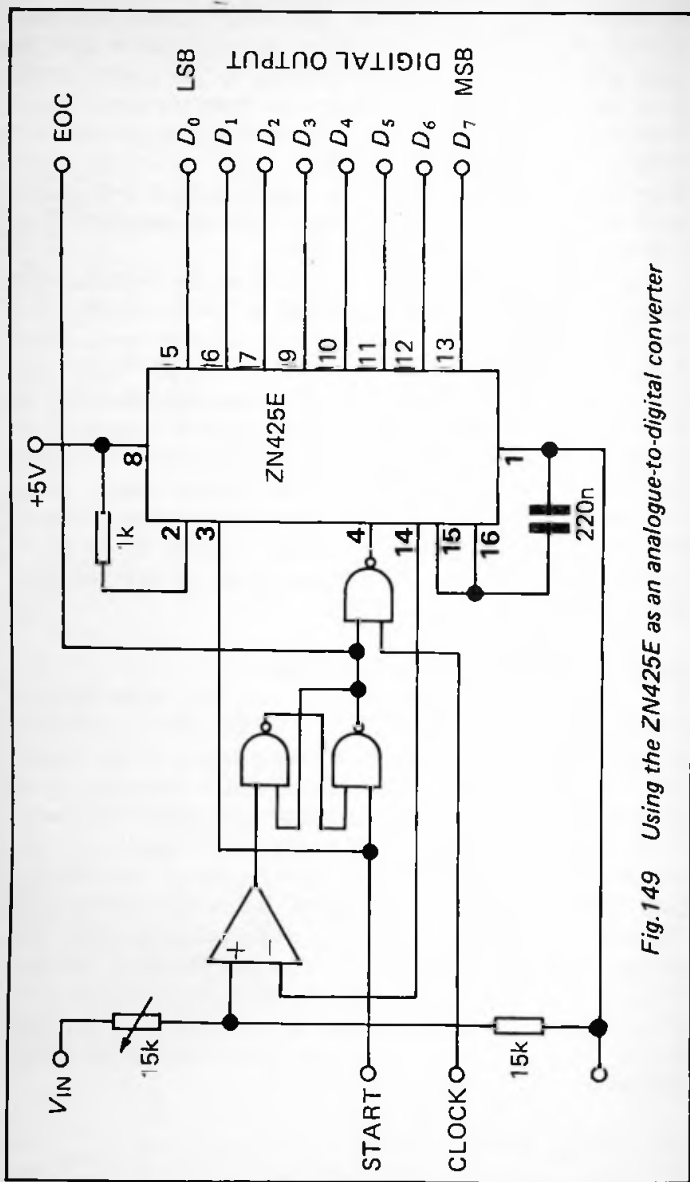 +5V
EOC
V_IN
15k
1k
8
2
3
4
14
15
16
1
ZN425E
5
6
7
9
10
11
12
13
D₀ LSB
D₁
D₂
D₃
D₄
D₅
D₆
D₇ MSB
DIGITAL OUTPUT
+
−
START
CLOCK
15k
220n
Fig.149 Using the ZN425E as an analogue-to-digital converter